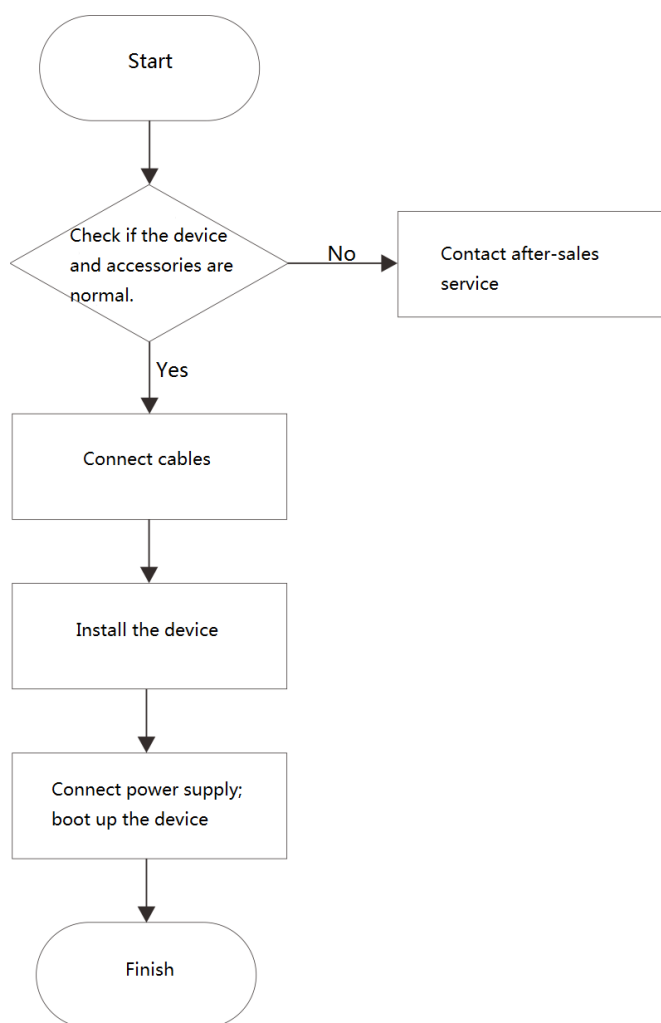 Start
Check if the device
and accessories are
normal.
No
Contact after-sales
service
Yes
Connect cables
Install the device
Connect power supply;
boot up the device
Finish